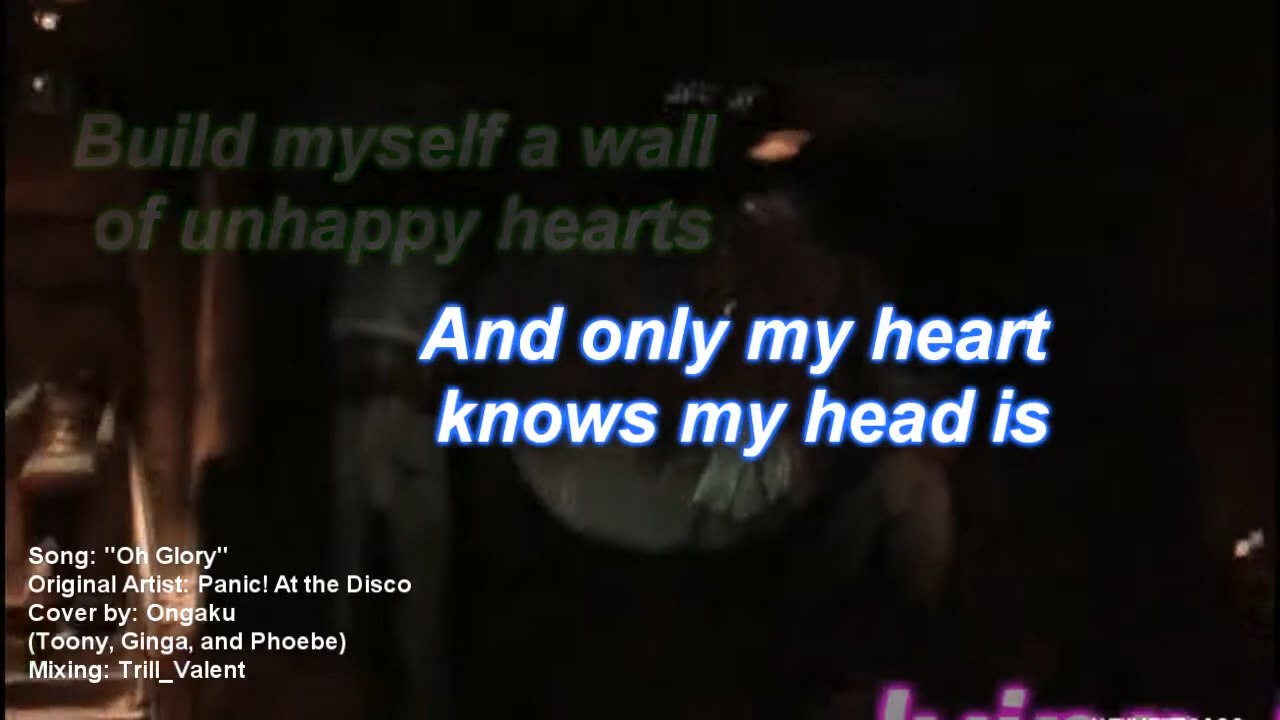 Build myself a wall
of unhappy hearts
And only my heart
knows my head is
Song: "Oh Glory"
Original Artist: Panic! At the Disco
Cover by: Ongaku
(Toony, Ginga, and Phoebe)
Mixing: Trill_Valent